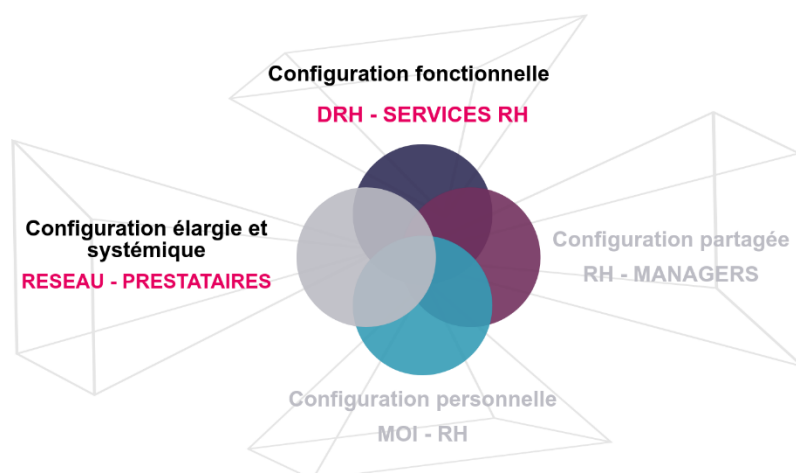 Configuration fonctionnelle
DRH - SERVICES RH
Configuration élargie et
systémique
RESEAU - PRESTATAIRES
Configuration partagée
RH - MANAGERS
Configuration personnelle
MOI - RH